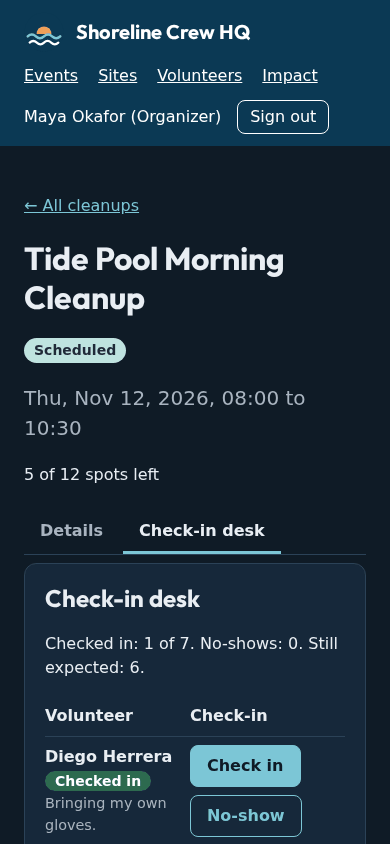 Shoreline Crew HQ
Events Sites Volunteers Impact
Maya Okafor (Organizer) Sign out
← All cleanups
Tide Pool Morning
Cleanup
Scheduled
Thu, Nov 12, 2026, 08:00 to
10:30
5 of 12 spots left
Details Check-in desk
Check-in desk
Checked in: 1 of 7. No-shows: 0. Still
expected: 6.
Volunteer Check-in
Diego Herrera
Checked in
Bringing my own
gloves.
Check in
No-show